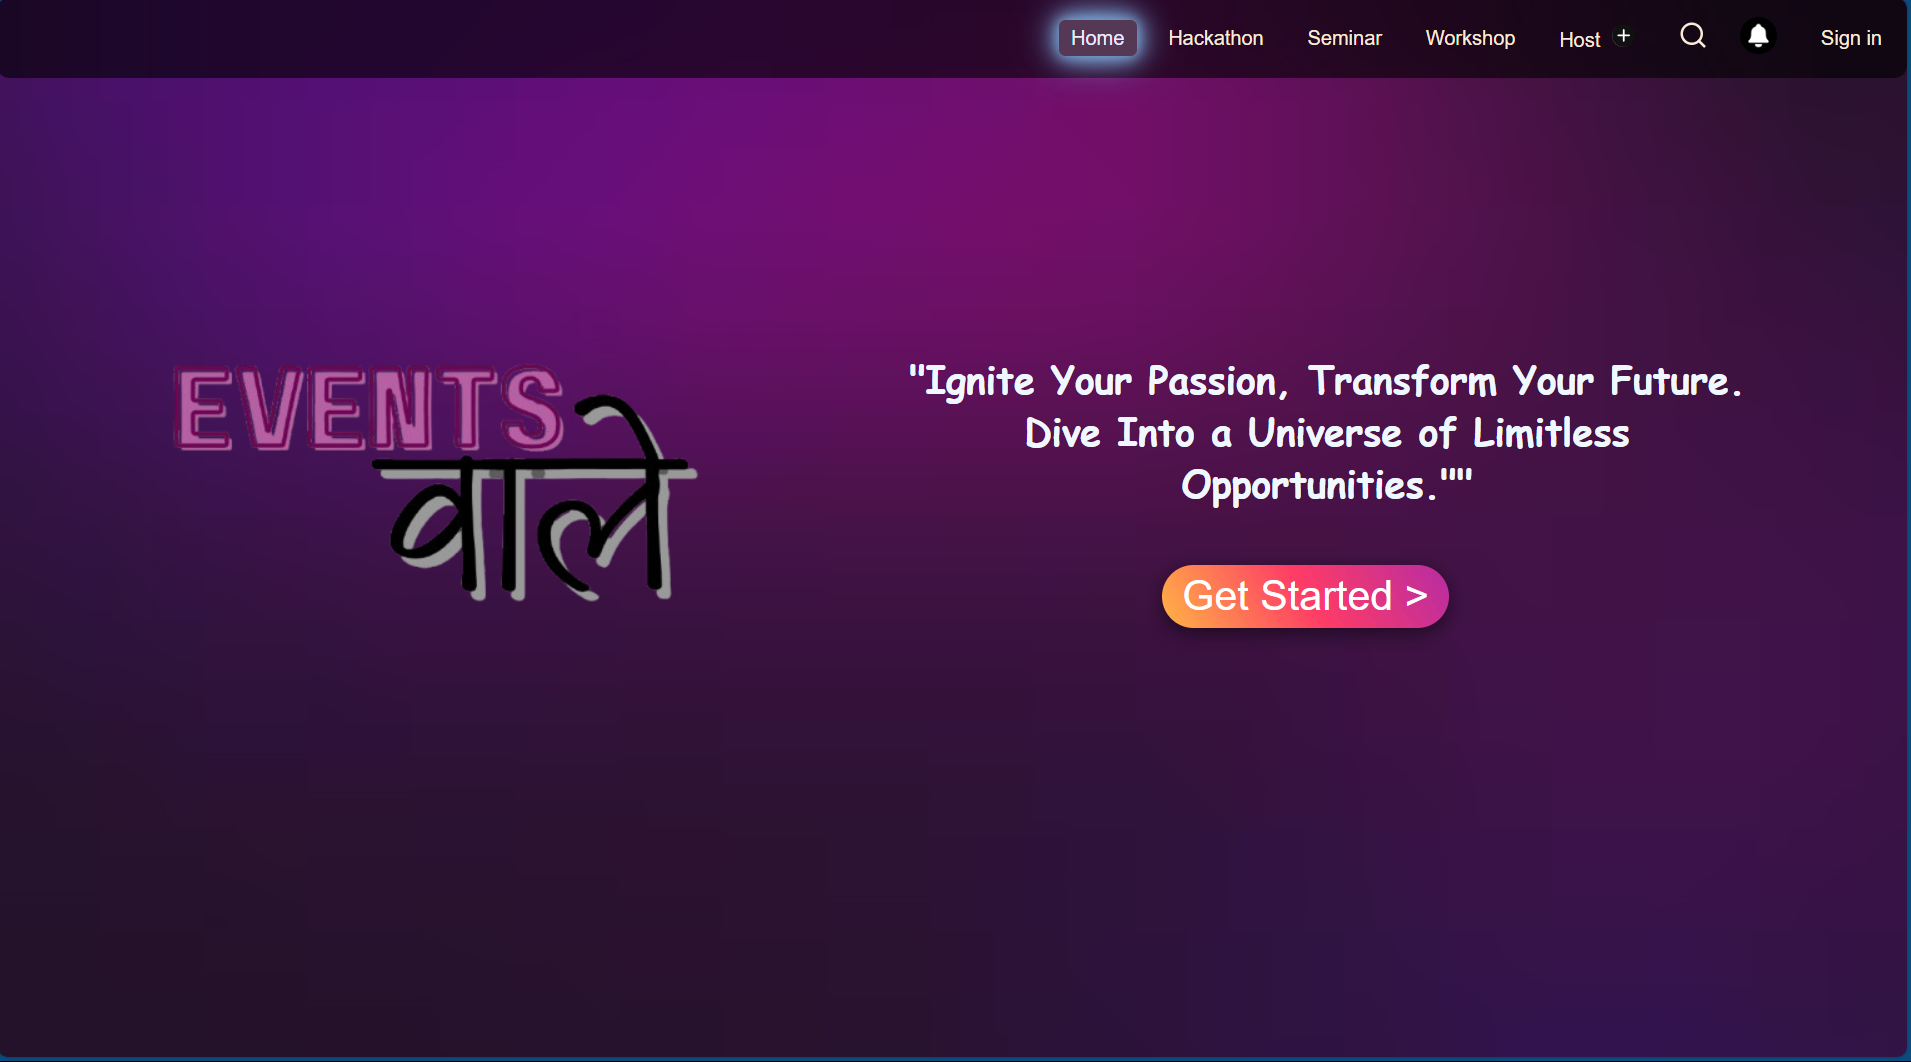 Home Hackathon Seminar Workshop Host + Sign in
EVENTS
वाले
"Ignite Your Passion, Transform Your Future.
Dive Into a Universe of Limitless
Opportunities.""
Get Started >